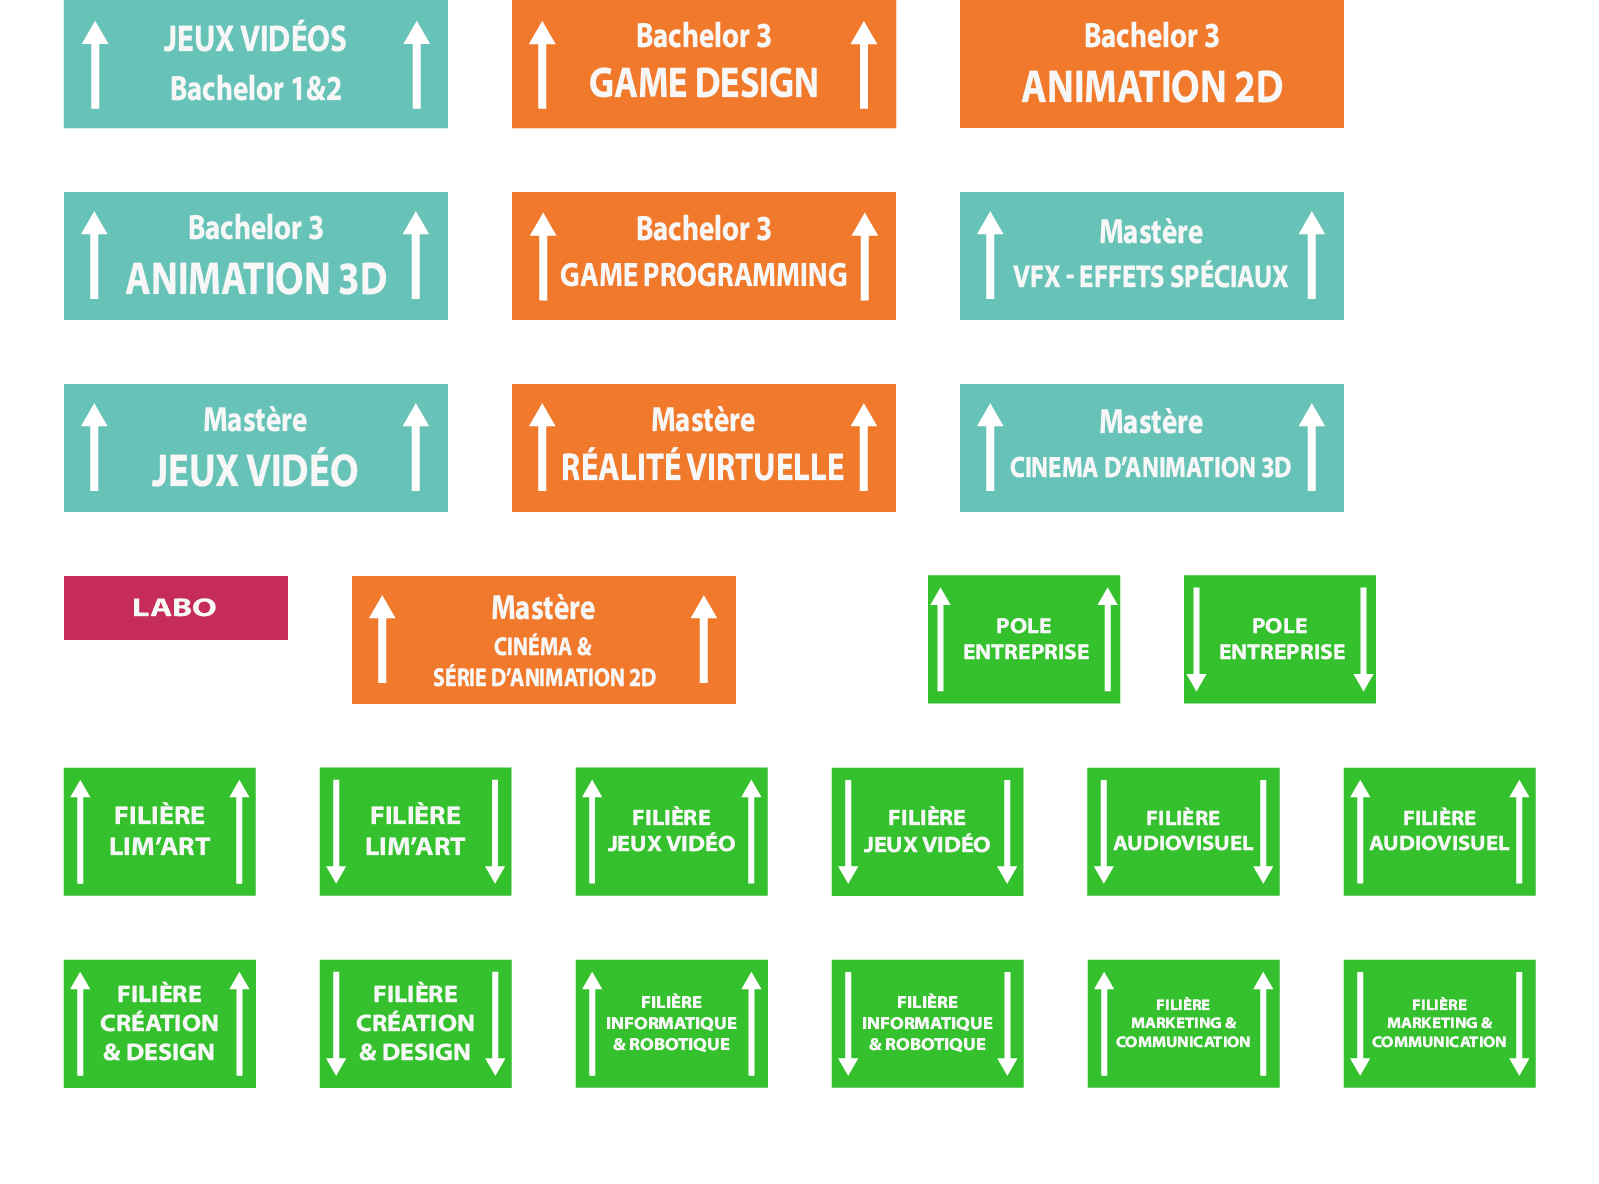 JEUX VIDÉOS
Bachelor 1&2
Bachelor 3
GAME DESIGN
Bachelor 3
ANIMATION 2D
Bachelor 3
ANIMATION 3D
Bachelor 3
GAME PROGRAMMING
Mastère
VFX - EFFETS SPÉCIAUX
Mastère
JEUX VIDÉO
Mastère
RÉALITÉ VIRTUELLE
Mastère
CINEMA D’ANIMATION 3D
LABO
Mastère
CINÉMA &
SÉRIE D’ANIMATION 2D
POLE
ENTREPRISE
POLE
ENTREPRISE
FILIÈRE
LIM’ART
FILIÈRE
LIM’ART
FILIÈRE
JEUX VIDÉO
FILIÈRE
JEUX VIDÉO
FILIÈRE
AUDIOVISUEL
FILIÈRE
AUDIOVISUEL
FILIÈRE
CRÉATION
& DESIGN
FILIÈRE
CRÉATION
& DESIGN
FILIÈRE
INFORMATIQUE
& ROBOTIQUE
FILIÈRE
INFORMATIQUE
& ROBOTIQUE
FILIÈRE
MARKETING &
COMMUNICATION
FILIÈRE
MARKETING &
COMMUNICATION